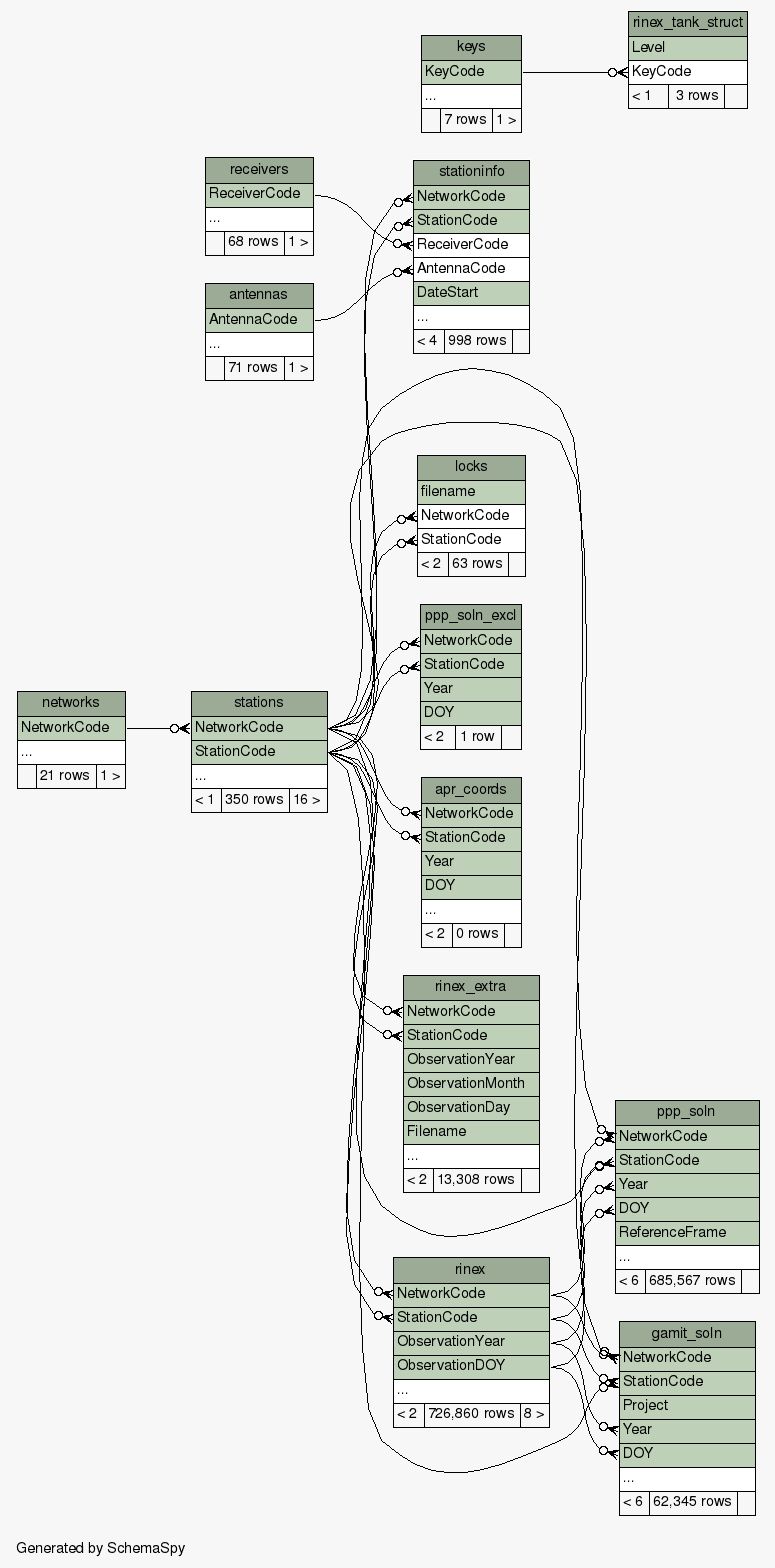 rinex_tank_struct
Level
KeyCode
< 1 3 rows
keys
KeyCode
...
7 rows 1 >
receivers
ReceiverCode
...
68 rows 1 >
stationinfo
NetworkCode
StationCode
ReceiverCode
AntennaCode
DateStart
...
< 4 998 rows
antennas
AntennaCode
...
71 rows 1 >
locks
filename
NetworkCode
StationCode
< 2 63 rows
ppp_soln_excl
NetworkCode
StationCode
Year
DOY
< 2 1 row
networks
NetworkCode
...
21 rows 1 >
stations
NetworkCode
StationCode
...
< 1 350 rows 16 >
apr_coords
NetworkCode
StationCode
Year
DOY
...
< 2 0 rows
rinex_extra
NetworkCode
StationCode
ObservationYear
ObservationMonth
ObservationDay
Filename
...
< 2 13,308 rows
ppp_soln
NetworkCode
StationCode
Year
DOY
ReferenceFrame
...
< 6 685,567 rows
rinex
NetworkCode
StationCode
ObservationYear
ObservationDOY
...
< 2 726,860 rows 8 >
gamit_soln
NetworkCode
StationCode
Project
Year
DOY
...
< 6 62,345 rows
Generated by SchemaSpy